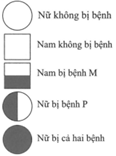 Nữ không bị bệnh
Nam không bị bệnh
Nam bị bệnh M
Nữ bị bệnh P
Nữ bị cả hai bệnh